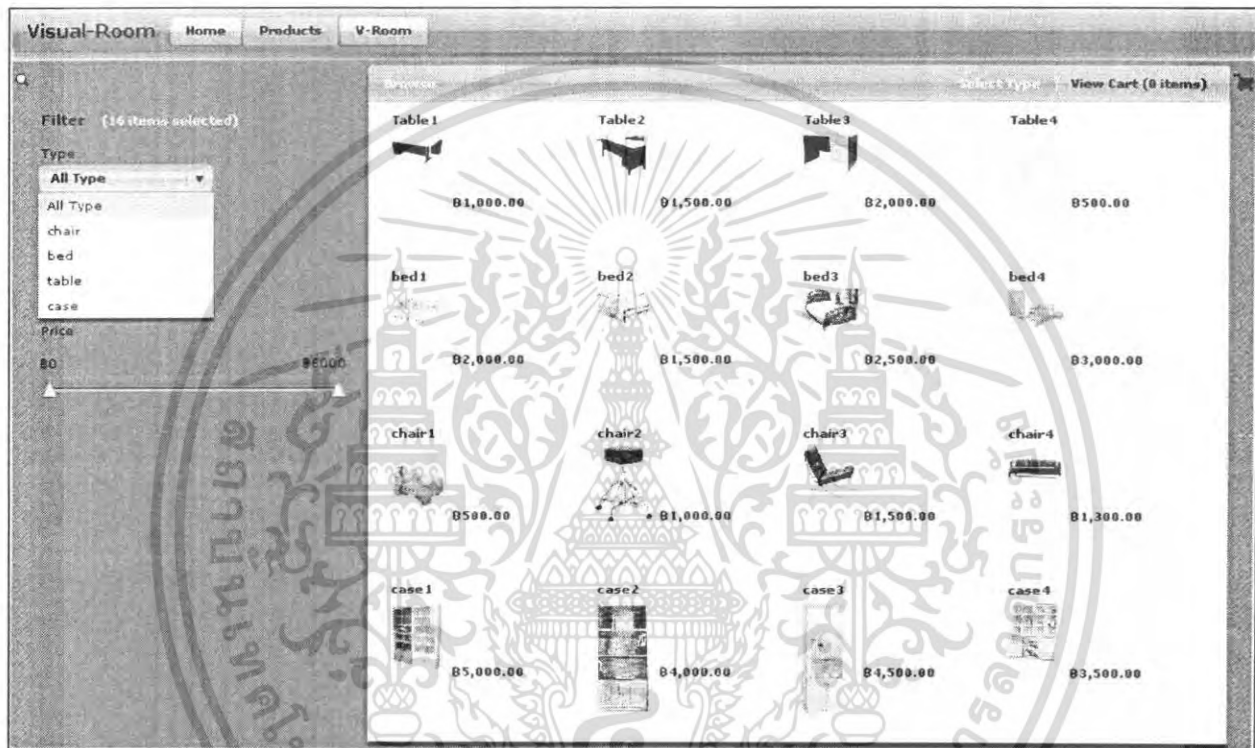 Visual-Room Home Products V-Room
Browse Select Type View Cart (0 items)
Filter (16 items selected)
Type
All Type
All Type
chair
bed
table
case
Price
฿0 ฿6000
Table1 Table2 Table3 Table4
฿1,000.00 ฿1,500.00 ฿2,000.00 ฿500.00
bed1 bed2 bed3 bed4
฿2,000.00 ฿1,500.00 ฿2,500.00 ฿3,000.00
chair1 chair2 chair3 chair4
฿500.00 ฿1,000.00 ฿1,500.00 ฿1,300.00
case1 case2 case3 case4
฿5,000.00 ฿4,000.00 ฿4,500.00 ฿3,500.00